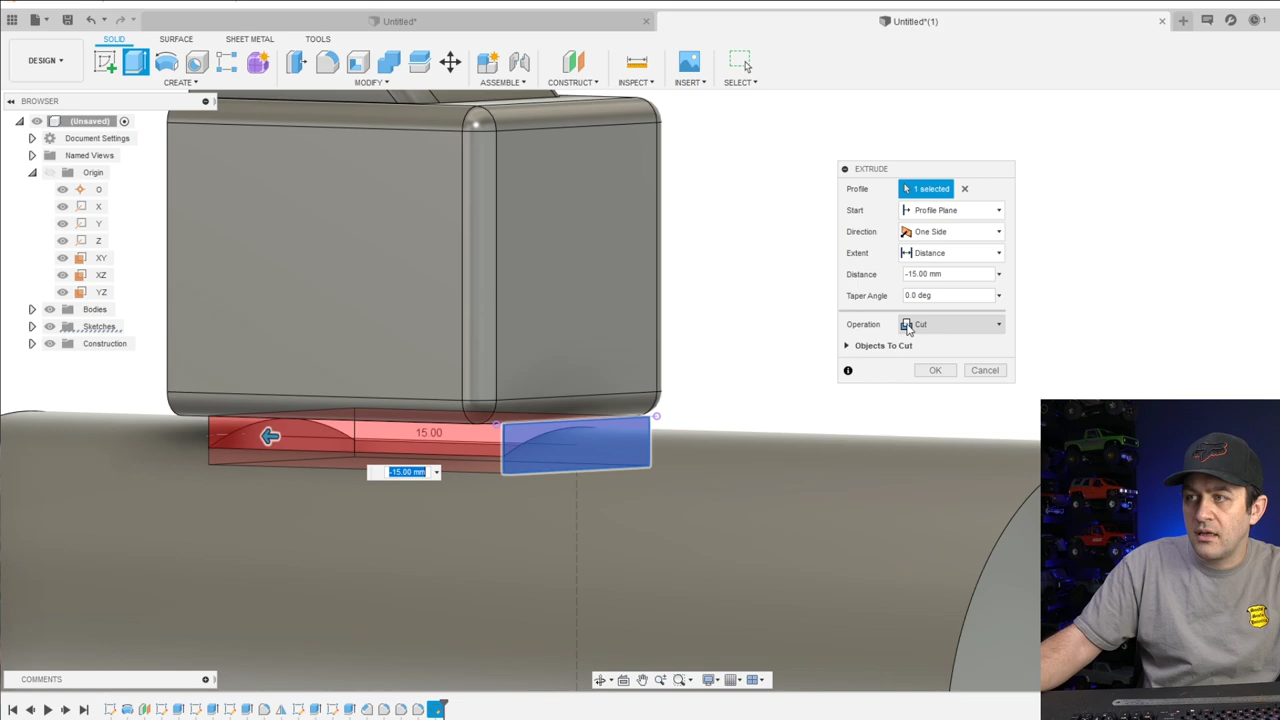 Untitled*
Untitled*(1)
1
DESIGN
SOLID
SURFACE
SHEET METAL
TOOLS
CREATE
MODIFY
ASSEMBLE
CONSTRUCT
INSPECT
INSERT
SELECT
BROWSER
(Unsaved)
Document Settings
Named Views
Origin
O
X
Y
Z
XY
XZ
YZ
Bodies
Sketches
Construction
EXTRUDE
Profile
1 selected
Start
Profile Plane
Direction
One Side
Extent
Distance
Distance
-15.00 mm
Taper Angle
0.0 deg
Operation
Cut
Objects To Cut
OK
Cancel
15.00
-15.00 mm
COMMENTS